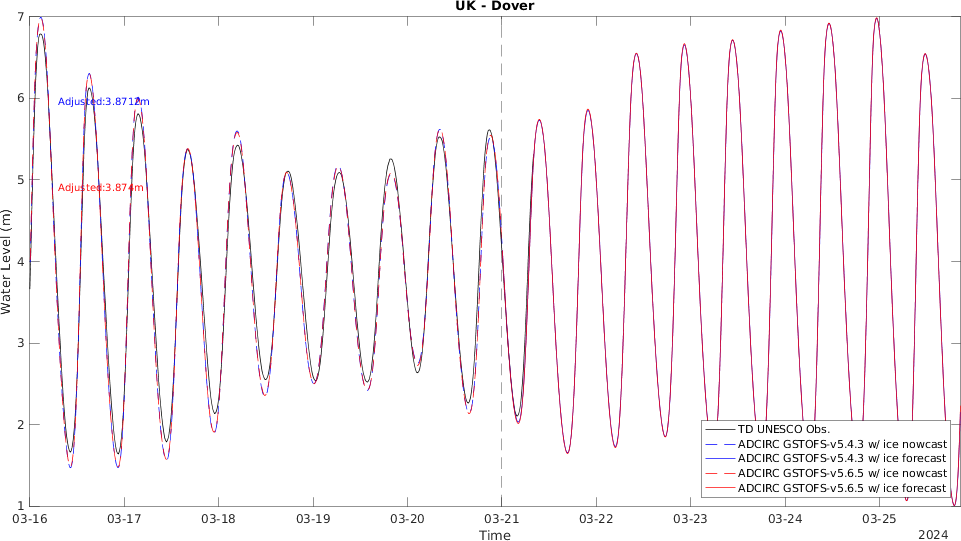 UK - Dover
7
6
5
4
3
2
1
Water Level (m)
Adjusted:3.8712m
Adjusted:3.874m
TD UNESCO Obs.
ADCIRC GSTOFS-v5.4.3 w/ ice nowcast
ADCIRC GSTOFS-v5.4.3 w/ ice forecast
ADCIRC GSTOFS-v5.6.5 w/ ice nowcast
ADCIRC GSTOFS-v5.6.5 w/ ice forecast
03-16 03-17 03-18 03-19 03-20 03-21 03-22 03-23 03-24 03-25
Time
2024